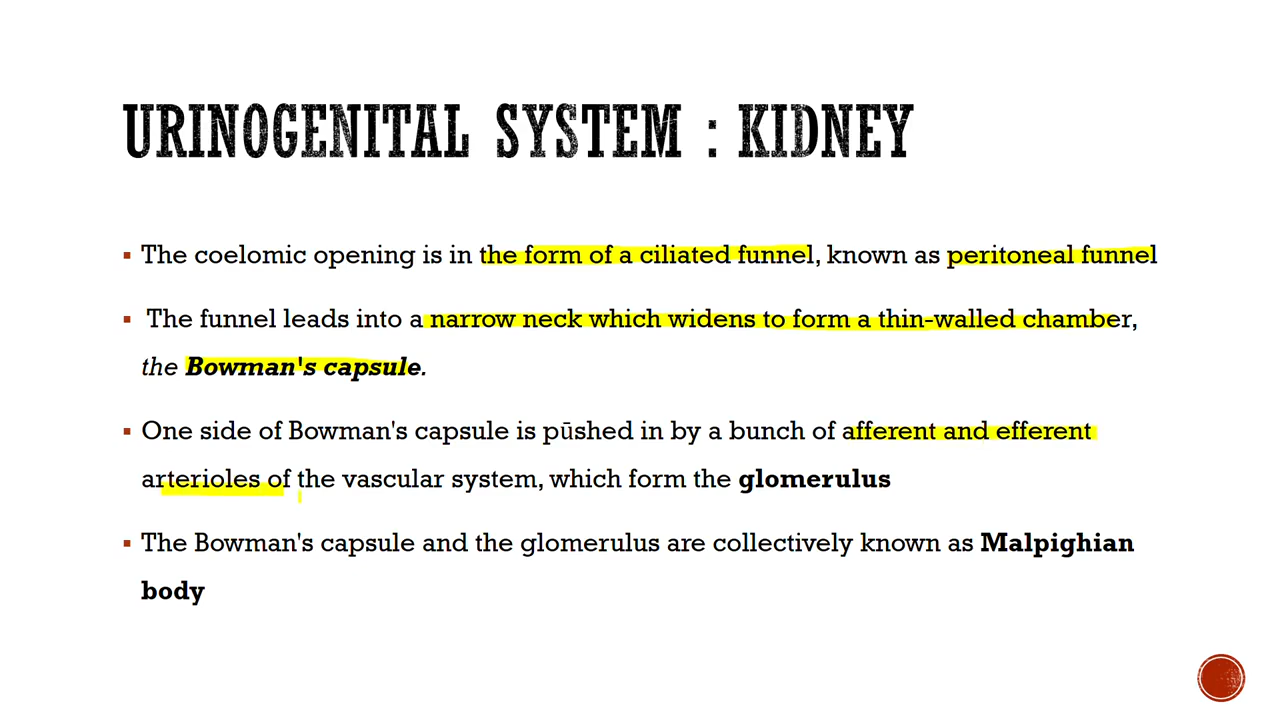 URINOGENITAL SYSTEM : KIDNEY
The coelomic opening is in the form of a ciliated funnel, known as peritoneal funnel
The funnel leads into a narrow neck which widens to form a thin-walled chamber,
the Bowman's capsule.
One side of Bowman's capsule is pūshed in by a bunch of afferent and efferent
arterioles of the vascular system, which form the glomerulus
The Bowman's capsule and the glomerulus are collectively known as Malpighian
body